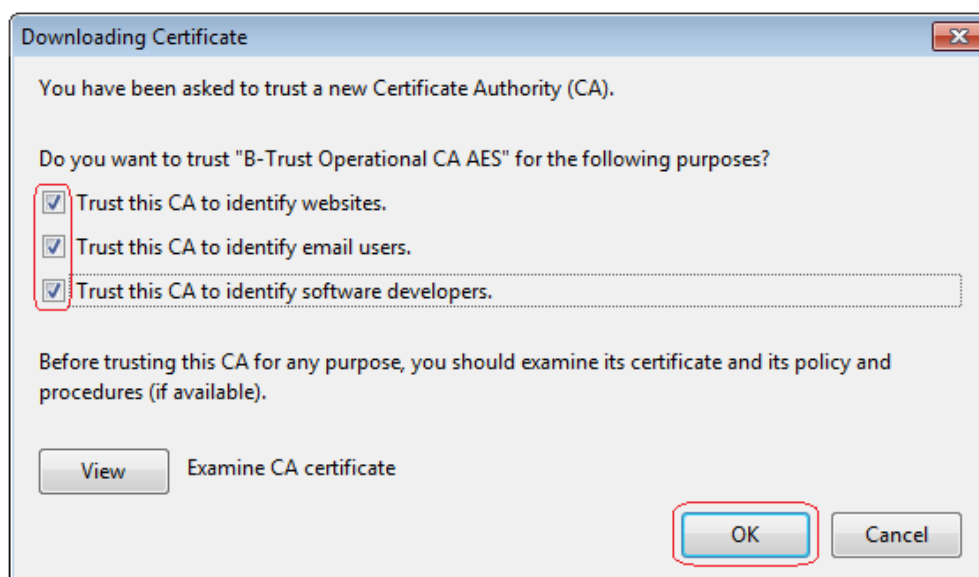 Downloading Certificate
You have been asked to trust a new Certificate Authority (CA).
Do you want to trust "B-Trust Operational CA AES" for the following purposes?
Trust this CA to identify websites.
Trust this CA to identify email users.
Trust this CA to identify software developers.
Before trusting this CA for any purpose, you should examine its certificate and its policy and
procedures (if available).
View Examine CA certificate
OK Cancel